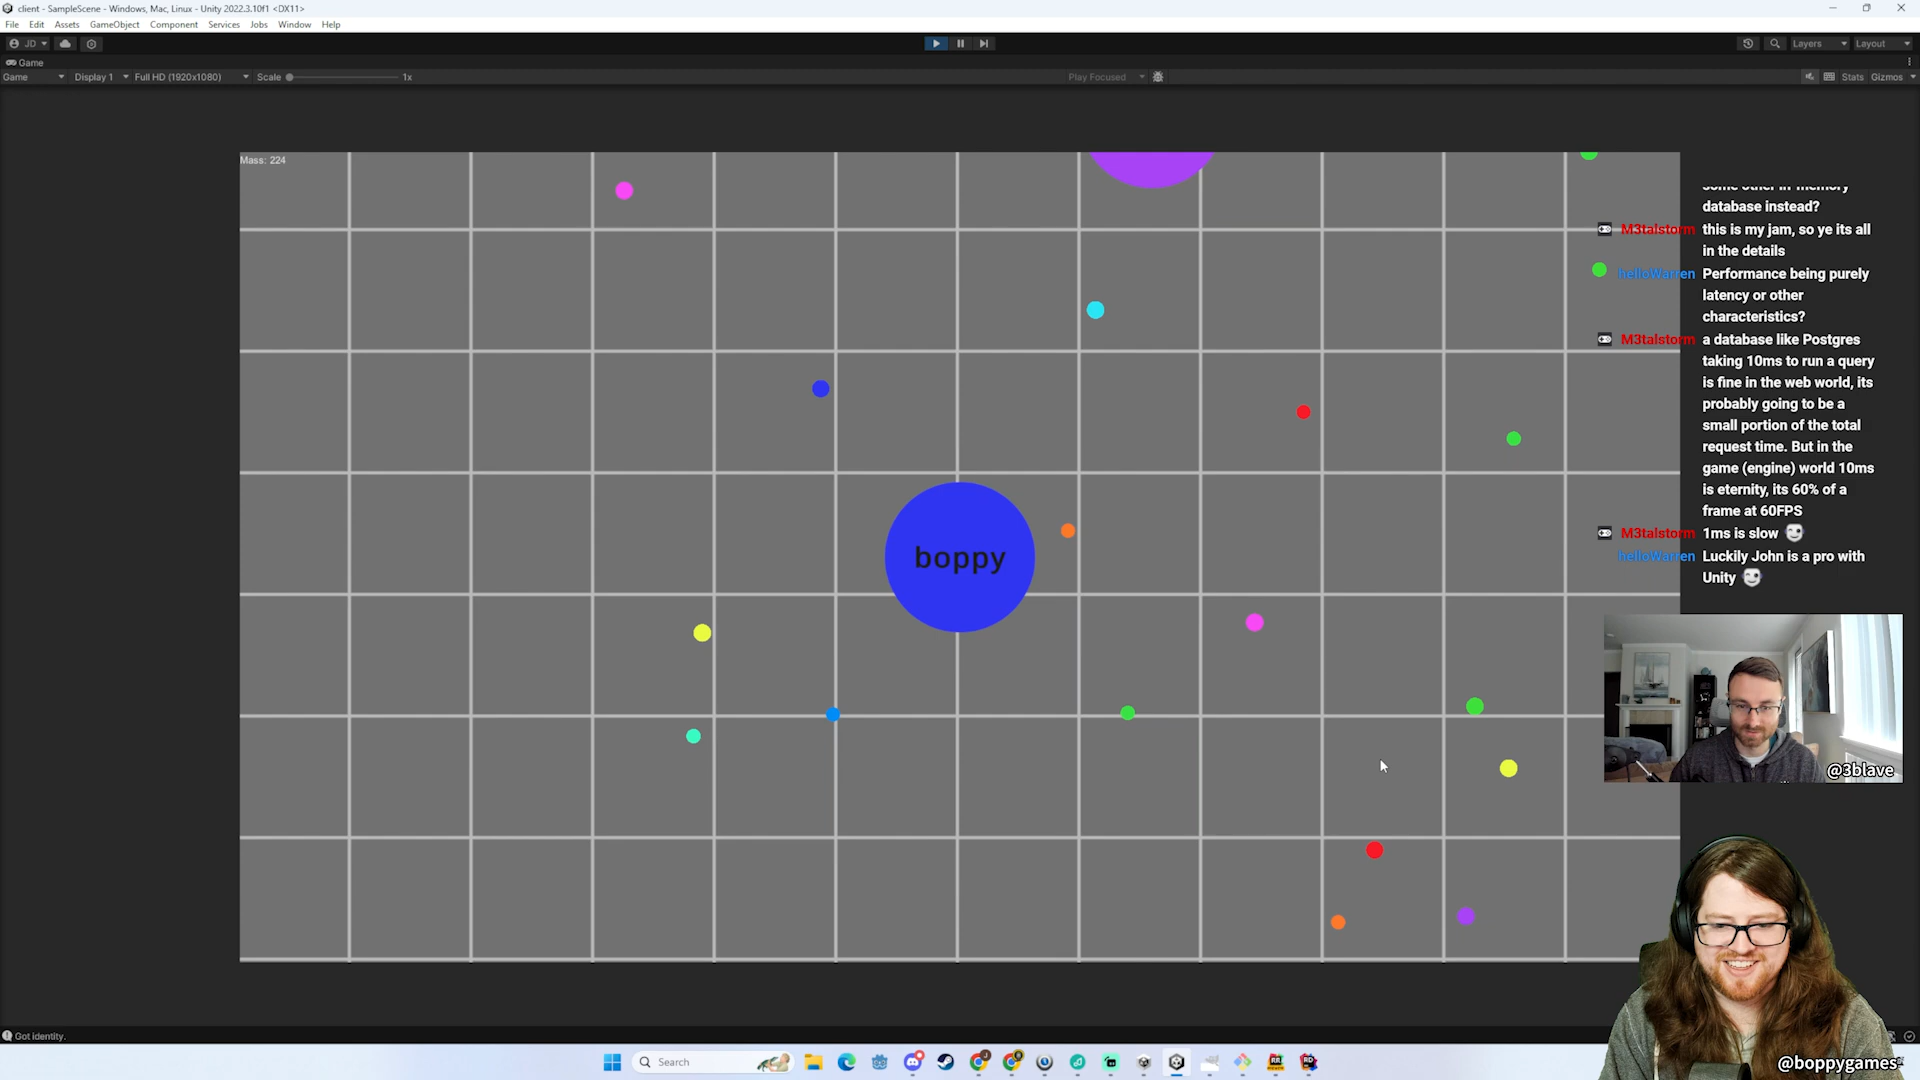 client - SampleScene - Windows, Mac, Linux - Unity 2022.3.10f1 <DX11>
File Edit Assets GameObject Component Services Jobs Window Help
JD Layers Layout
Game
Game Display 1 Full HD (1920x1080) Scale 1x Play Focused Stats Gizmos
Mass: 224
some other in-memory
database instead?
M3talstorm this is my jam, so ye its all
in the details
helloWarren Performance being purely
latency or other
characteristics?
M3talstorm a database like Postgres
taking 10ms to run a query
is fine in the web world, its
probably going to be a
small portion of the total
request time. But in the
game (engine) world 10ms
is eternity, its 60% of a
frame at 60FPS
M3talstorm 1ms is slow
helloWarren Luckily John is a pro with
Unity
boppy
@3blave
Got identity.
Search
@boppygames